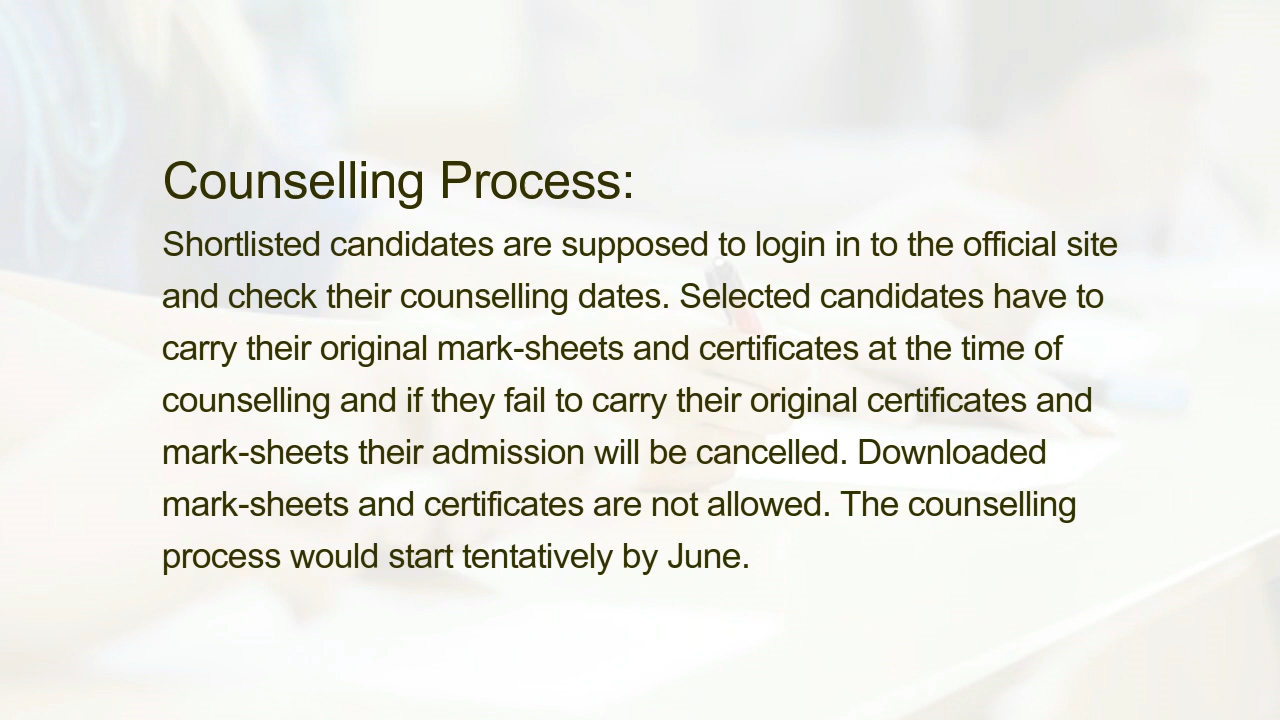 Counselling Process:
Shortlisted candidates are supposed to login in to the official site
and check their counselling dates. Selected candidates have to
carry their original mark-sheets and certificates at the time of
counselling and if they fail to carry their original certificates and
mark-sheets their admission will be cancelled. Downloaded
mark-sheets and certificates are not allowed. The counselling
process would start tentatively by June.